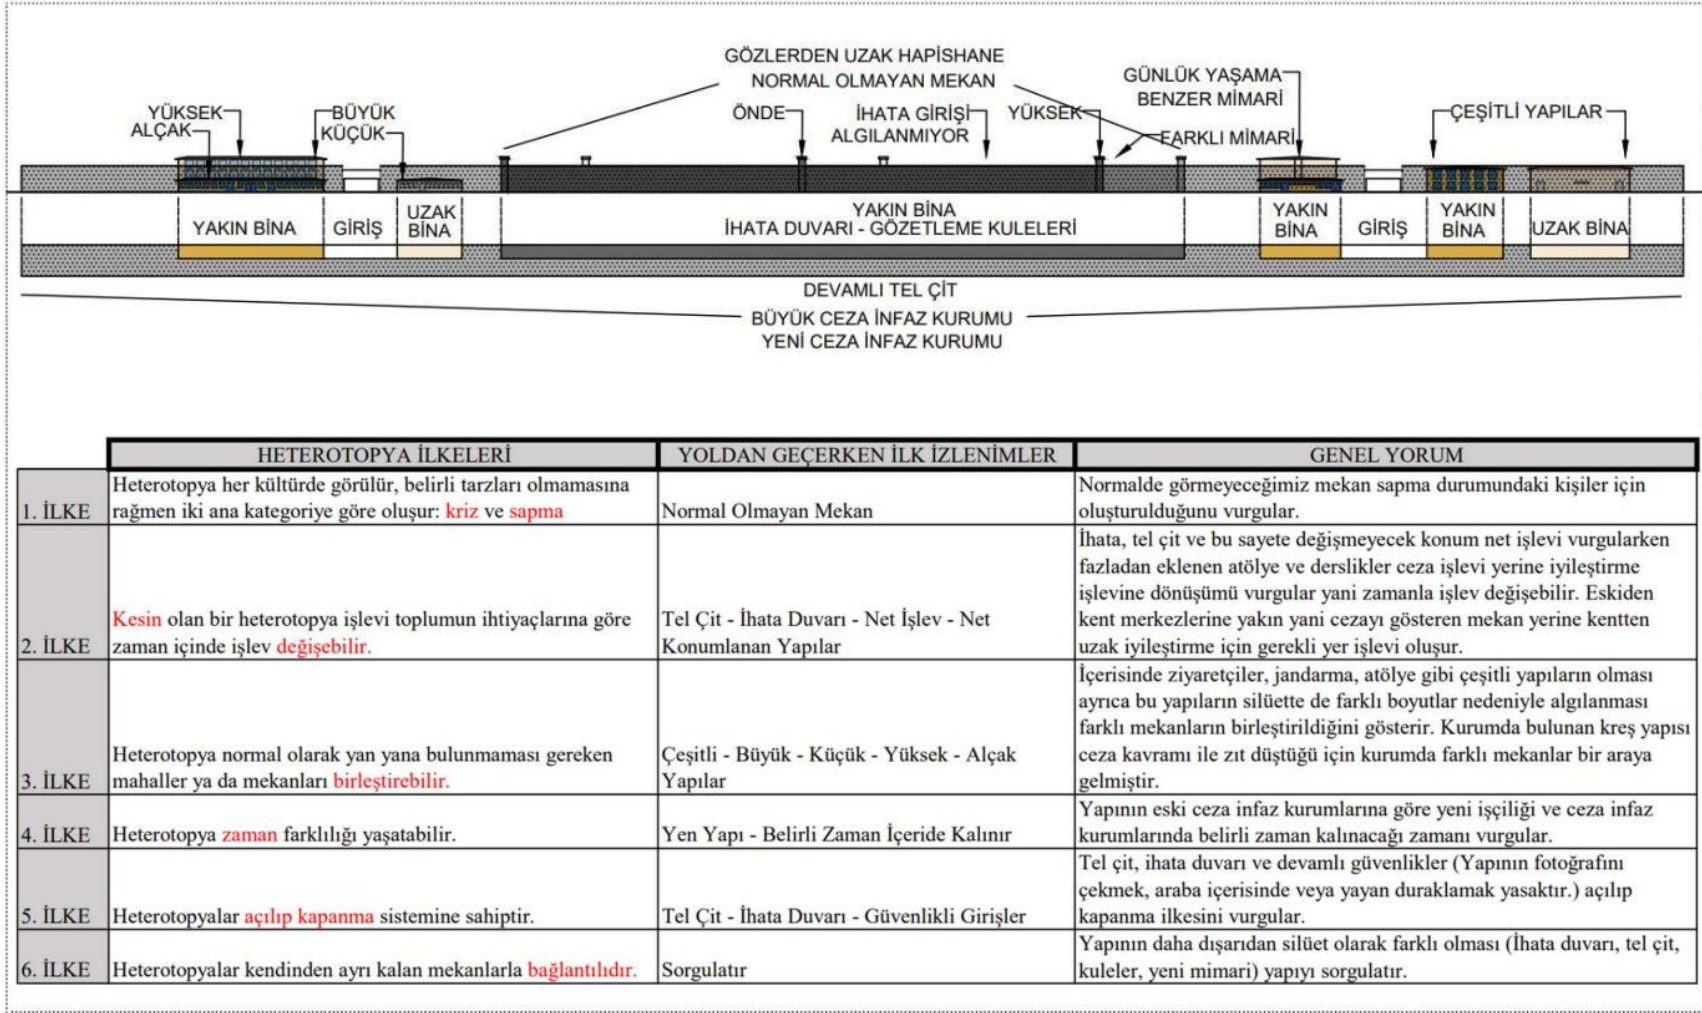 GÖZLERDEN UZAK HAPİSHANE
NORMAL OLMAYAN MEKAN
GÜNLÜK YAŞAMA
BENZER MİMARİ
YÜKSEK
ALÇAK
BÜYÜK
KÜÇÜK
ÖNDE
İHATA GİRİŞİ
ALGILANMIYOR
YÜKSEK
FARKLI MİMARİ
ÇEŞİTLİ YAPILAR
YAKIN BİNA
GİRİŞ
UZAK
BİNA
YAKIN BİNA
İHATA DUVARI - GÖZETLEME KULELERİ
YAKIN
BİNA
GİRİŞ
YAKIN
BİNA
UZAK BİNA
DEVAMLI TEL ÇİT
BÜYÜK CEZA İNFAZ KURUMU
YENİ CEZA İNFAZ KURUMU
HETEROTOPYA İLKELERİ
YOLDAN GEÇERKEN İLK İZLENİMLER
GENEL YORUM
1. İLKE
Heterotopya her kültürde görülür, belirli tarzları olmamasına
rağmen iki ana kategoriye göre oluşur: kriz ve sapma
Normal Olmayan Mekan
Normalde görmeyeceğimiz mekan sapma durumundaki kişiler için
oluşturulduğunu vurgular.
2. İLKE
Kesin olan bir heterotopya işlevi toplumun ihtiyaçlarına göre
zaman içinde işlev değişebilir.
Tel Çit - İhata Duvarı - Net İşlev - Net
Konumlanan Yapılar
İhata, tel çit ve bu sayete değişmeyecek konum net işlevi vurgularken
fazladan eklenen atölye ve derslikler ceza işlevi yerine iyileştirme
işlevine dönüşümü vurgular yani zamanla işlev değişebilir. Eskiden
kent merkezlerine yakın yani cezayı gösteren mekan yerine kentten
uzak iyileştirme için gerekli yer işlevi oluşur.
3. İLKE
Heterotopya normal olarak yan yana bulunmaması gereken
mahaller ya da mekanları birleştirebilir.
Çeşitli - Büyük - Küçük - Yüksek - Alçak
Yapılar
İçerisinde ziyaretçiler, jandarma, atölye gibi çeşitli yapıların olması
ayrıca bu yapıların silüette de farklı boyutlar nedeniyle algılanması
farklı mekanların birleştirildiğini gösterir. Kurumda bulunan kreş yapısı
ceza kavramı ile zıt düştüğü için kurumda farklı mekanlar bir araya
gelmiştir.
4. İLKE
Heterotopya zaman farklılığı yaşatabilir.
Yen Yapı - Belirli Zaman İçeride Kalınır
Yapının eski ceza infaz kurumlarına göre yeni işçiliği ve ceza infaz
kurumlarında belirli zaman kalınacağı zamanı vurgular.
5. İLKE
Heterotopyalar açılıp kapanma sistemine sahiptir.
Tel Çit - İhata Duvarı - Güvenlikli Girişler
Tel çit, ihata duvarı ve devamlı güvenlikler (Yapının fotoğrafını
çekmek, araba içerisinde veya yayan duraklamak yasaktır.) açılıp
kapanma ilkesini vurgular.
6. İLKE
Heterotopyalar kendinden ayrı kalan mekanlarla bağlantılıdır.
Sorgulatır
Yapının daha dışarıdan silüet olarak farklı olması (İhata duvarı, tel çit,
kuleler, yeni mimari) yapıyı sorgulatır.